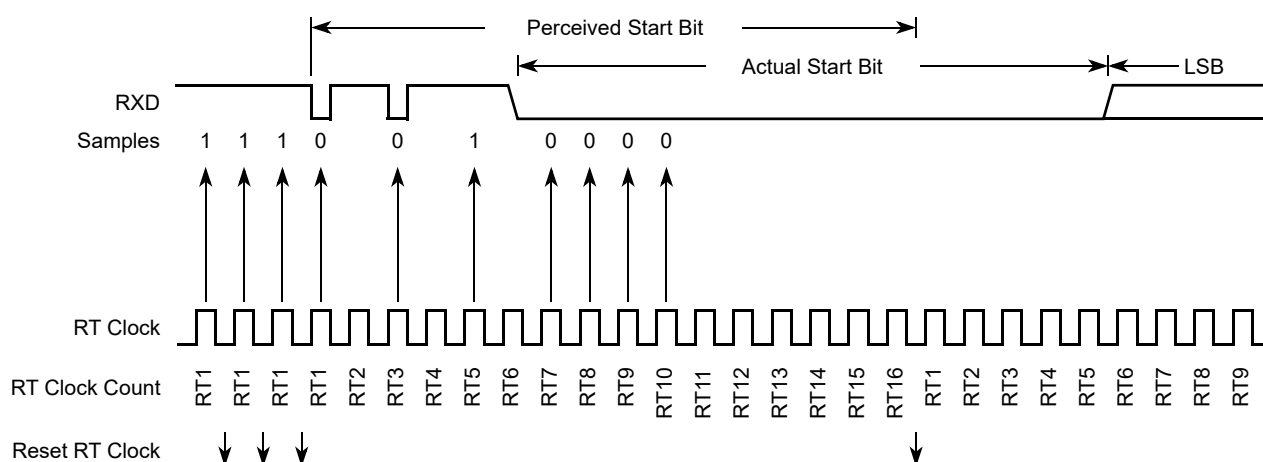 Perceived Start Bit
Actual Start Bit
LSB
RXD
Samples 1 1 1 0 0 1 0 0 0 0
RT Clock
RT Clock Count RT1 RT1 RT1 RT1 RT2 RT3 RT4 RT5 RT6 RT7 RT8 RT9 RT10 RT11 RT12 RT13 RT14 RT15 RT16 RT1 RT2 RT3 RT4 RT5 RT6 RT7 RT8 RT9
Reset RT Clock